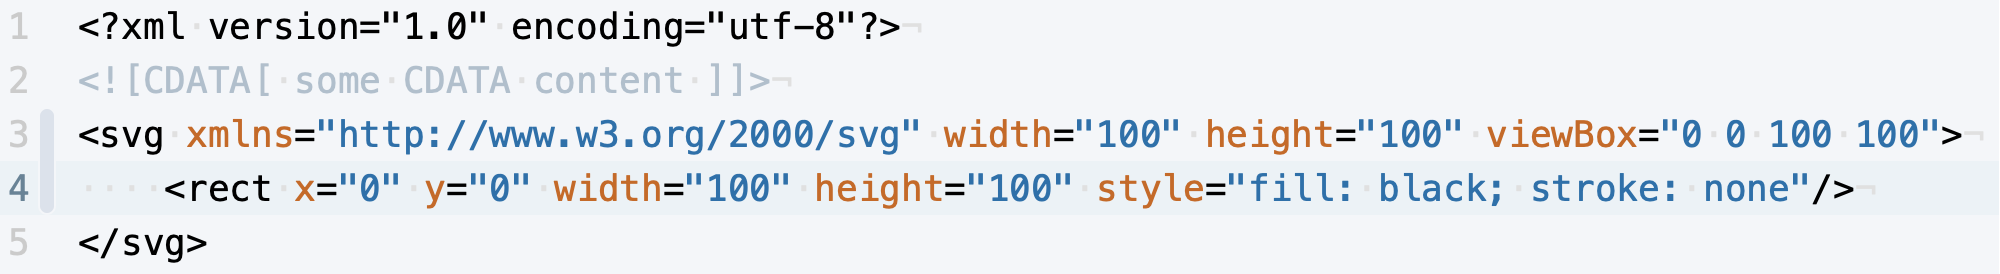 1 <?xml version="1.0" encoding="utf-8"?>¬
2 <![CDATA[ some CDATA content ]]>¬
3 <svg xmlns="http://www.w3.org/2000/svg" width="100" height="100" viewBox="0 0 100 100">¬
4     <rect x="0" y="0" width="100" height="100" style="fill: black; stroke: none"/>¬
5 </svg>